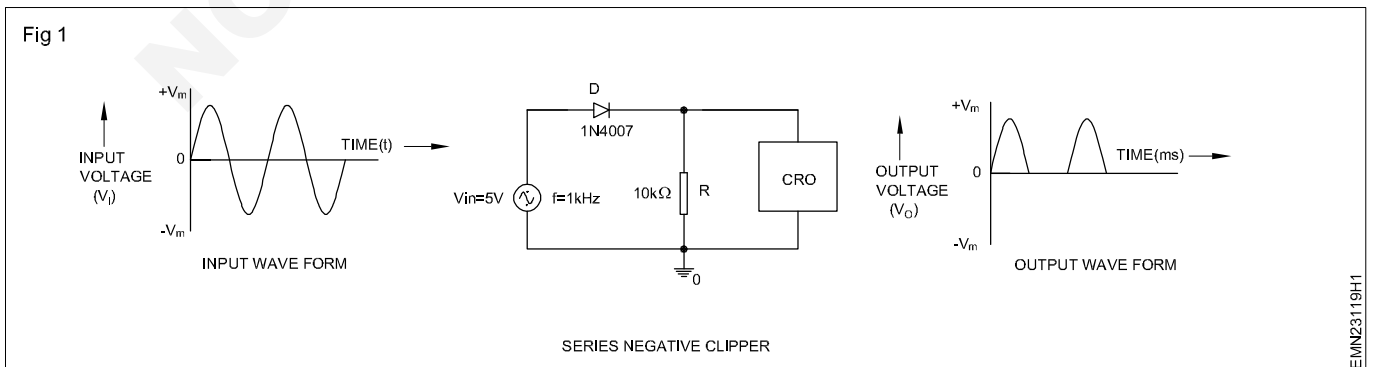 Fig 1
+Vm
INPUT
VOLTAGE
(VI)
0
TIME(t)
-Vm
INPUT WAVE FORM
D
1N4007
Vin=5V
f=1kHz
10kΩ
R
CRO
0
SERIES NEGATIVE CLIPPER
+Vm
OUTPUT
VOLTAGE
(VO)
0
TIME(ms)
-Vm
OUTPUT WAVE FORM
EMN23119H1